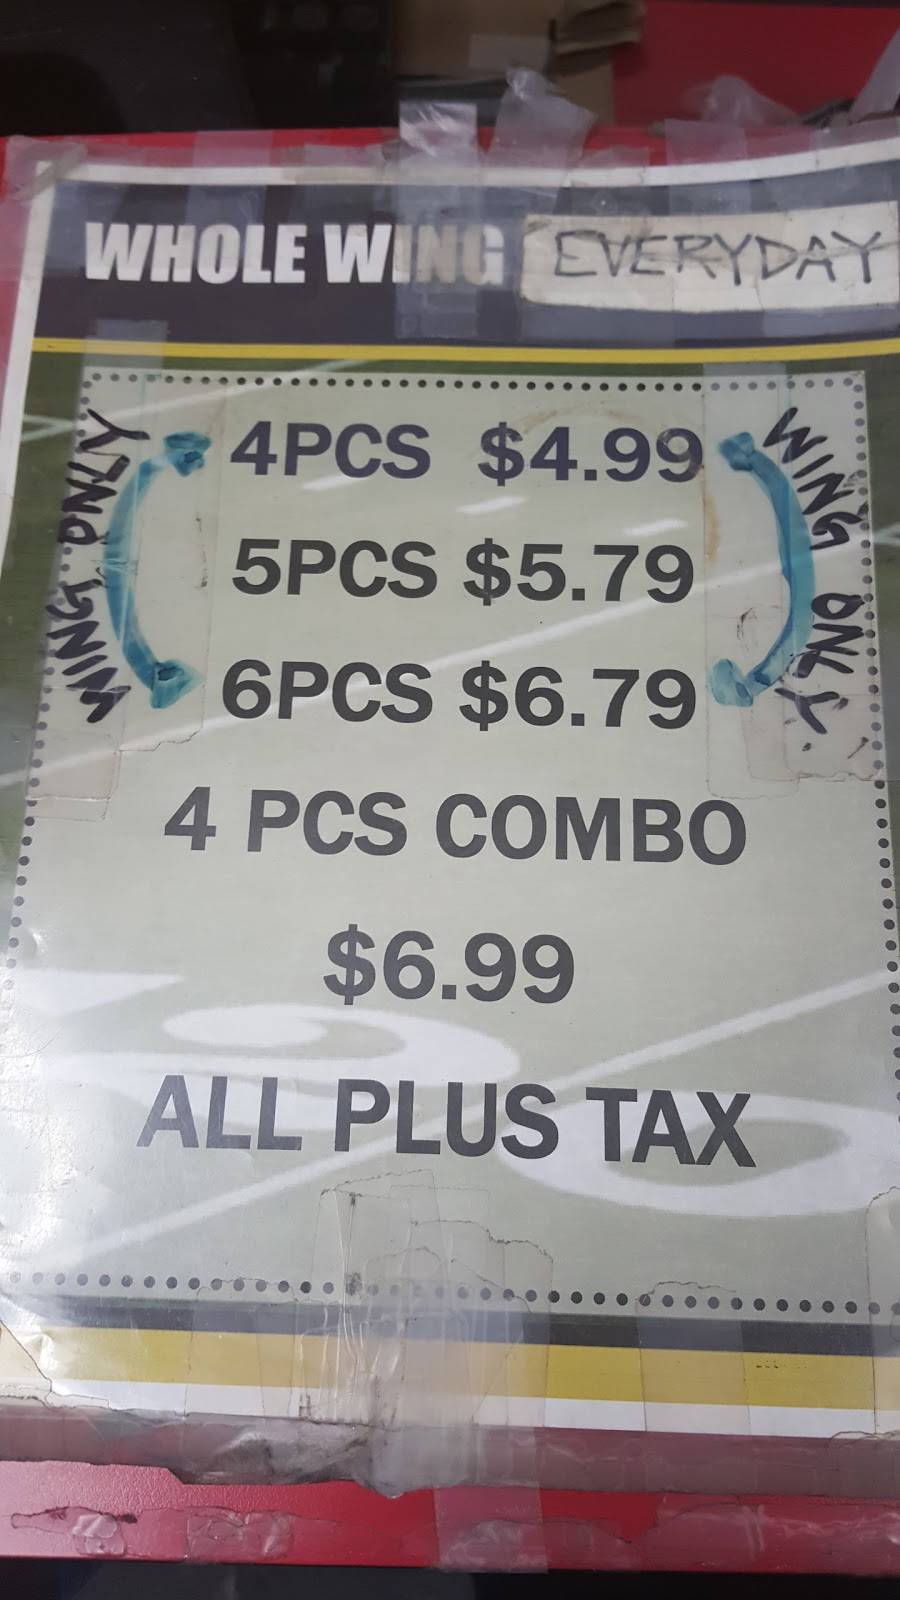 WHOLE WING EVERYDAY
WING ONLY
4PCS $4.99
5PCS $5.79
6PCS $6.79
WING ONLY
4 PCS COMBO
$6.99
ALL PLUS TAX